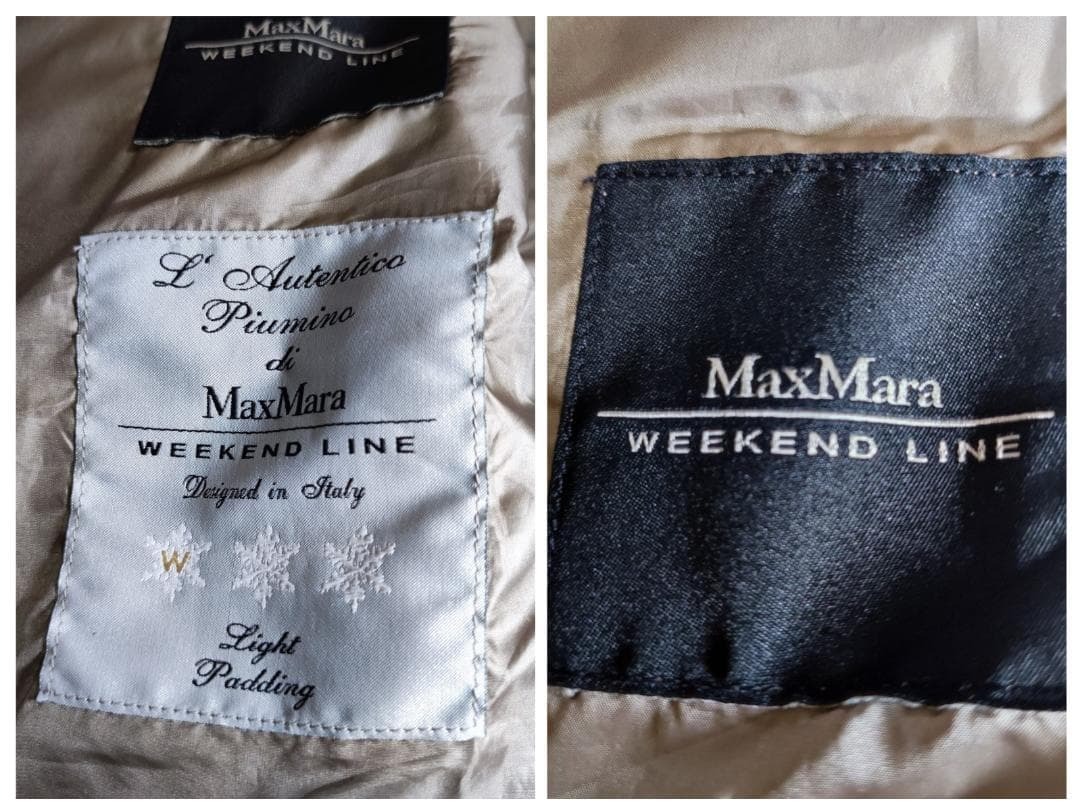 MaxMara
WEEKEND LINE
L' Autentico
Piumino
di
MaxMara
WEEKEND LINE
Designed in Italy
W
Light
Padding
MaxMara
WEEKEND LINE